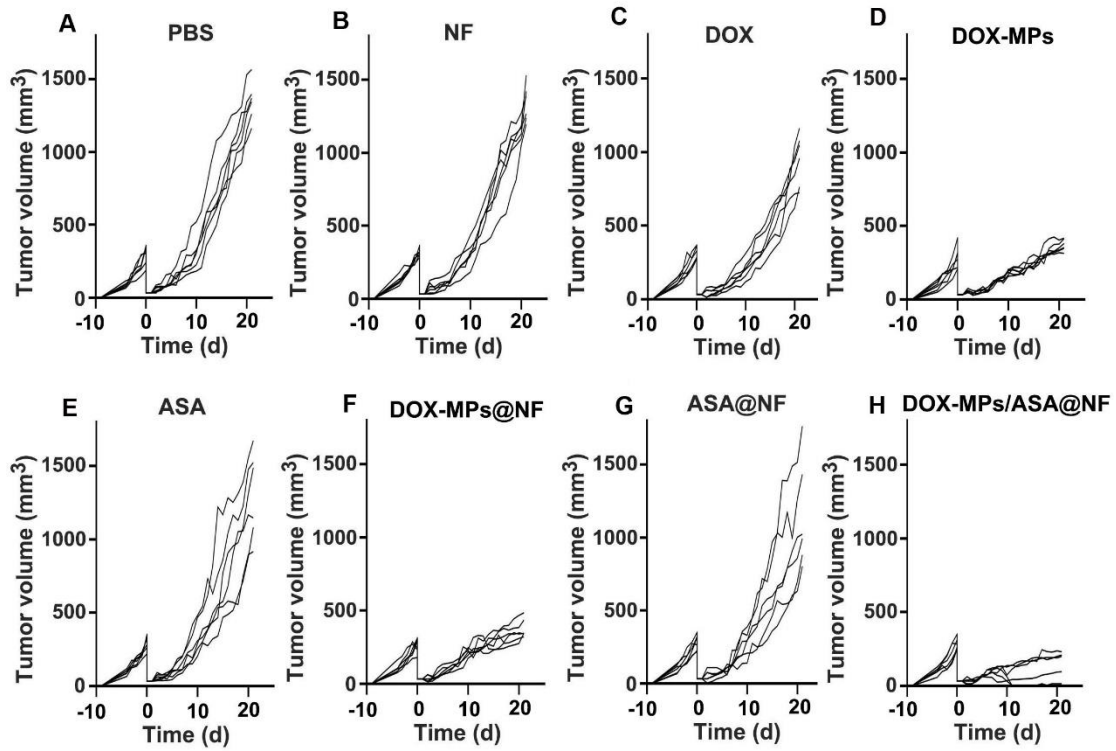 A PBS
Tumor volume (mm³)
1500
1000
500
0
-10 0 10 20
Time (d)
B NF
Tumor volume (mm³)
1500
1000
500
0
-10 0 10 20
Time (d)
C DOX
Tumor volume (mm³)
1500
1000
500
0
-10 0 10 20
Time (d)
D DOX-MPs
Tumor volume (mm³)
1500
1000
500
0
-10 0 10 20
Time (d)
E ASA
Tumor volume (mm³)
1500
1000
500
0
-10 0 10 20
Time (d)
F DOX-MPs@NF
Tumor volume (mm³)
1500
1000
500
0
-10 0 10 20
Time (d)
G ASA@NF
Tumor volume (mm³)
1500
1000
500
0
-10 0 10 20
Time (d)
H DOX-MPs/ASA@NF
Tumor volume (mm³)
1500
1000
500
0
-10 0 10 20
Time (d)